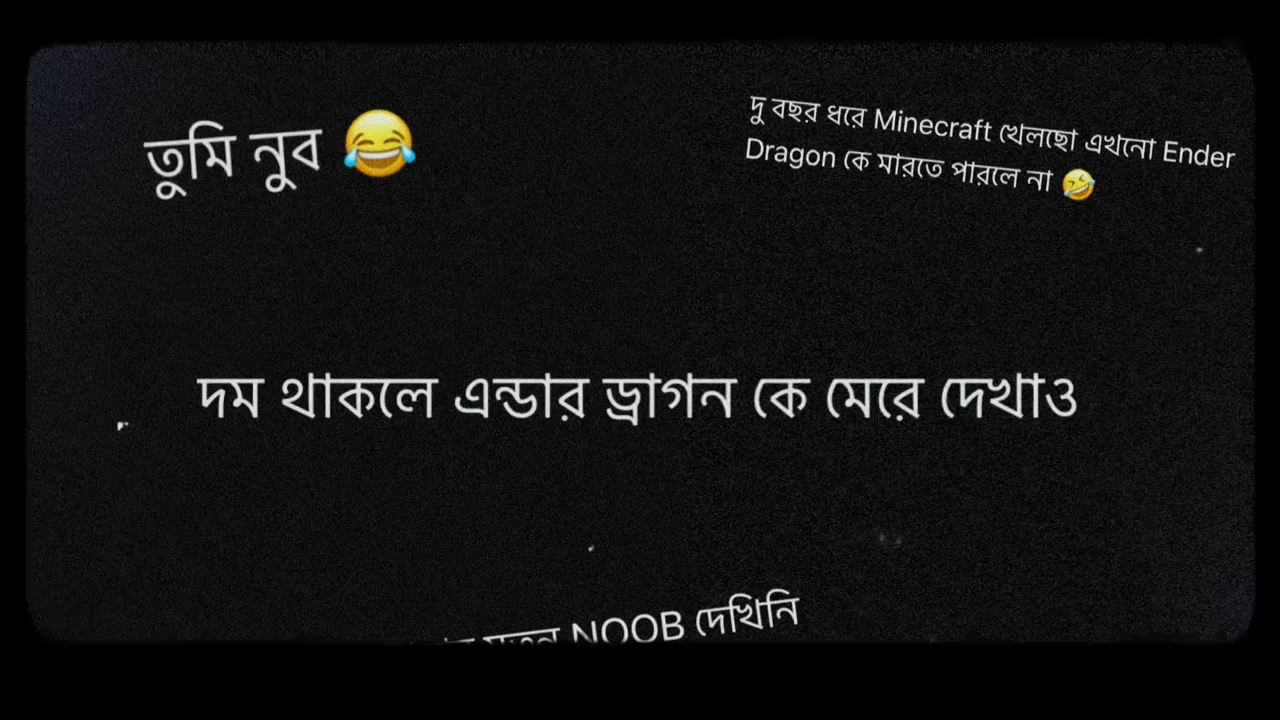 তুমি নুব 😂
দু বছর ধরে Minecraft খেলছো এখনো Ender
Dragon কে মারতে পারলে না 🤣
দম থাকলে এন্ডার ড্রাগন কে মেরে দেখাও
NOOB দেখিনি